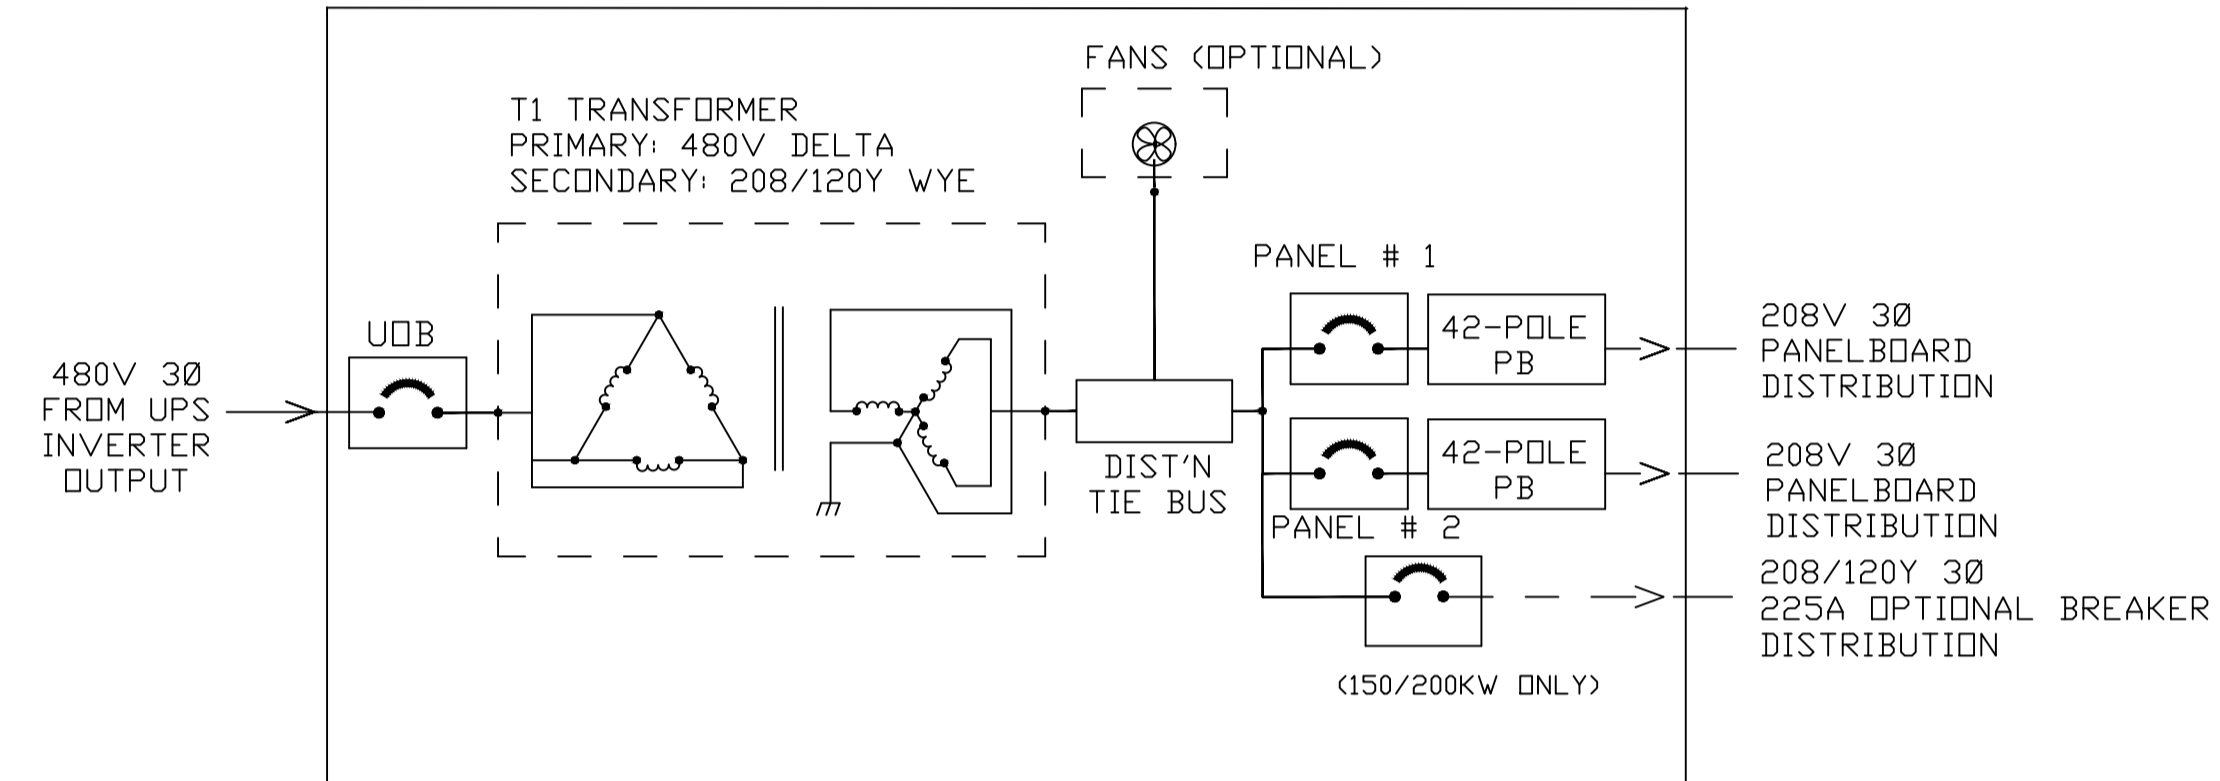 FANS (OPTIONAL)
T1 TRANSFORMER
PRIMARY: 480V DELTA
SECONDARY: 208/120Y WYE
PANEL # 1
UOB
480V 3Ø
FROM UPS
INVERTER
OUTPUT
42-POLE
PB
208V 3Ø
PANELBOARD
DISTRIBUTION
DIST'N
TIE BUS
42-POLE
PB
PANEL # 2
208V 3Ø
PANELBOARD
DISTRIBUTION
208/120Y 3Ø
225A OPTIONAL BREAKER
DISTRIBUTION
(150/200KW ONLY)